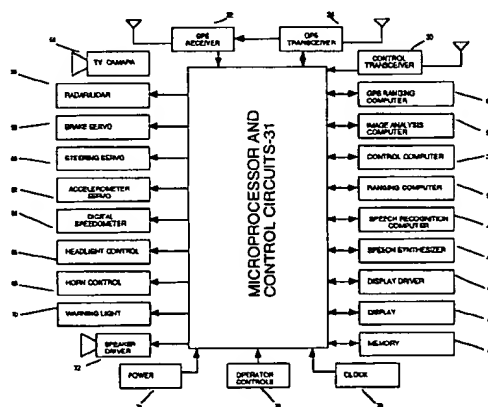 GPS
RECEIVER
GPS
TRANSCEIVER
CONTROL
TRANSCEIVER
TV CAMARA
RADAR/LIDAR
BRAKE SERVO
STEERING SERVO
ACCELEROMETER
SERVO
DIGITAL
SPEEDOMETER
HEADLIGHT CONTROL
HORN CONTROL
WARNING LIGHT
SPEAKER
DRIVER
72
MICROPROCESSOR AND
CONTROL CIRCUITS-31
GPS RANGING
COMPUTER
IMAGE ANALYSIS
COMPUTER
CONTROL COMPUTER
RANGING COMPUTER
SPEECH RECOGNITION
COMPUTER
SPEECH SYNTHESIZER
DISPLAY DRIVER
DISPLAY
MEMORY
POWER
OPERATOR
CONTROLS
CLOCK